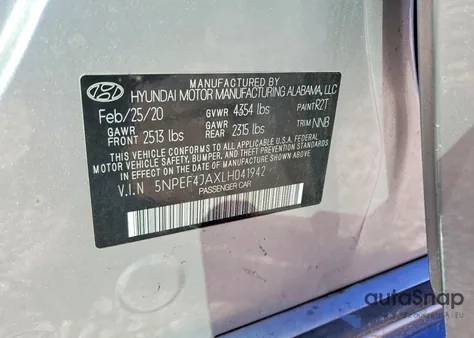 MANUFACTURED BY
HYUNDAI MOTOR MANUFACTURING ALABAMA, LLC
Feb/25/20 GVWR 4354 lbs PAINT R2T
GAWR FRONT 2513 lbs GAWR REAR 2315 lbs TRIM NNB
THIS VEHICLE CONFORMS TO ALL APPLICABLE U.S.A. FEDERAL
MOTOR VEHICLE SAFETY, BUMPER, AND THEFT PREVENTION STANDARDS
IN EFFECT ON THE DATE OF MANUFACTURE SHOWN ABOVE.
V.I.N 5NPEF4JAXLH041942
PASSENGER CAR
autoSnap